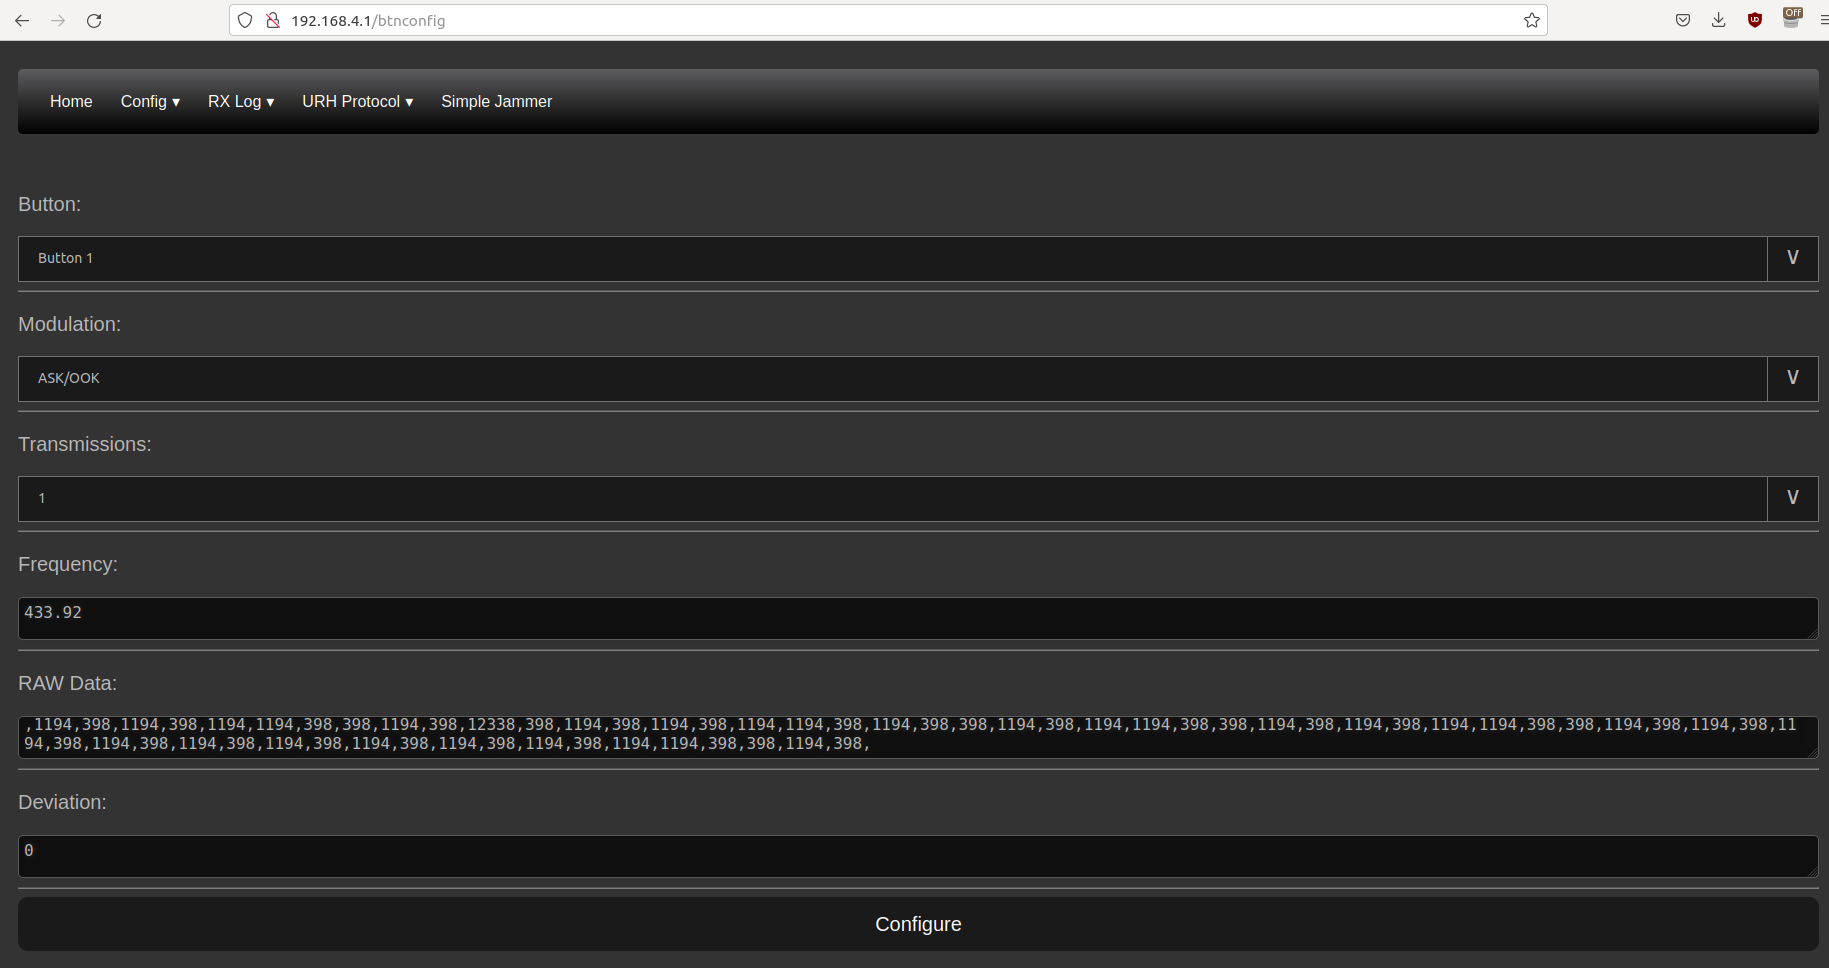 192.168.4.1/btnconfig
Off
Home Config ▾ RX Log ▾ URH Protocol ▾ Simple Jammer
Button:
Button 1
Modulation:
ASK/OOK
Transmissions:
1
Frequency:
433.92
RAW Data:
,1194,398,1194,398,1194,1194,398,398,1194,398,12338,398,1194,398,1194,398,1194,1194,398,1194,398,398,1194,398,1194,1194,398,398,1194,398,1194,398,1194,1194,398,398,1194,398,1194,398,11
94,398,1194,398,1194,398,1194,398,1194,398,1194,398,1194,398,1194,1194,398,398,1194,398,
Deviation:
0
Configure